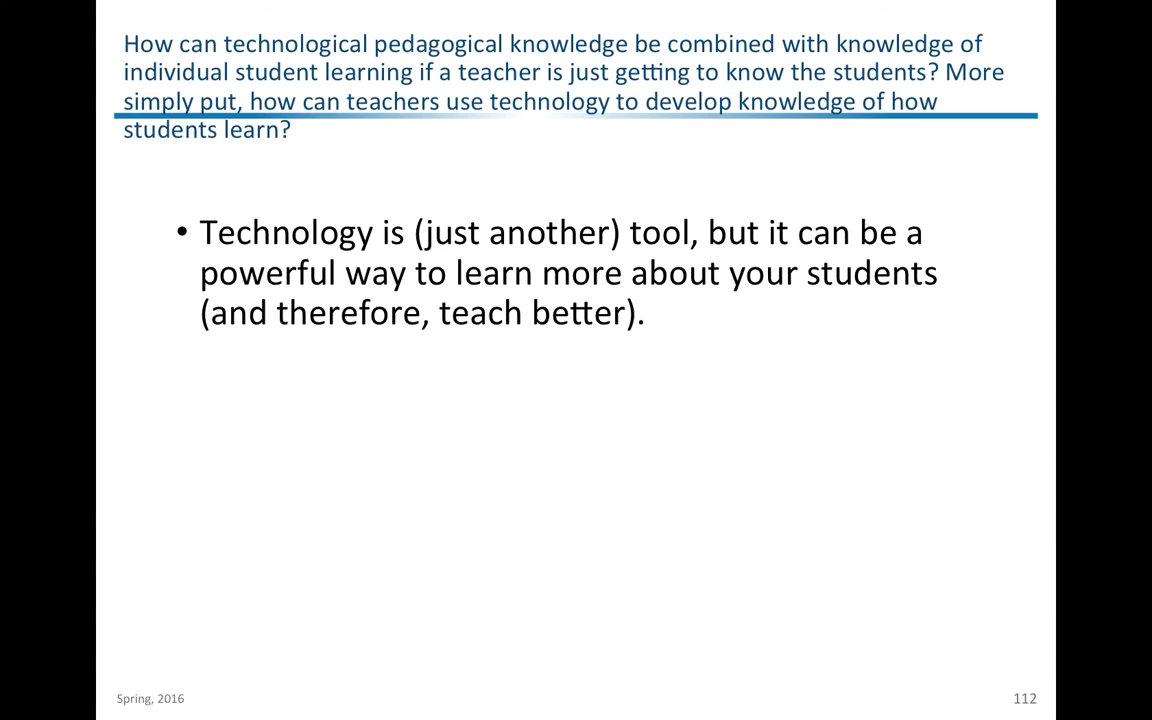 How can technological pedagogical knowledge be combined with knowledge of
individual student learning if a teacher is just getting to know the students? More
simply put, how can teachers use technology to develop knowledge of how
students learn?
• Technology is (just another) tool, but it can be a
powerful way to learn more about your students
(and therefore, teach better).
Spring, 2016
112